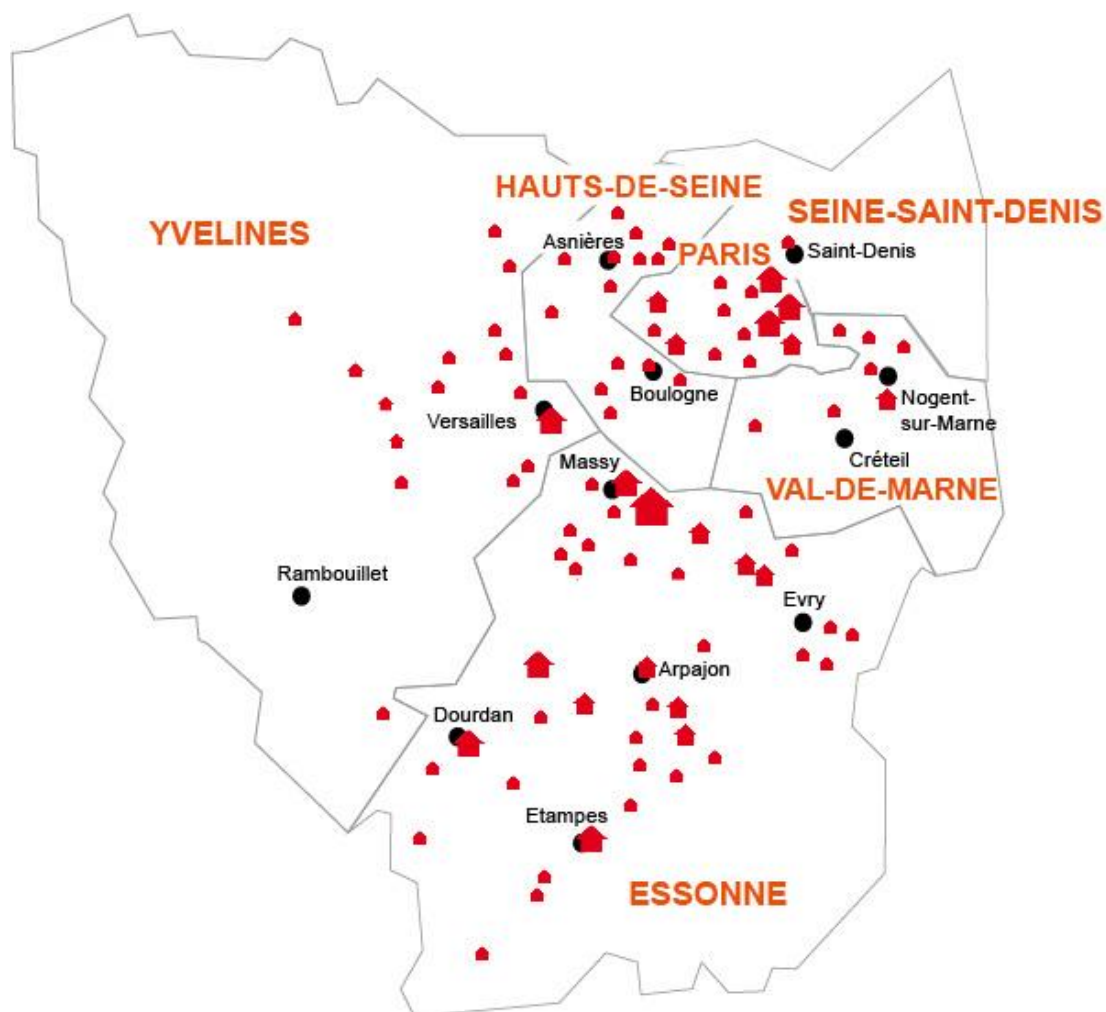 HAUTS-DE-SEINE
SEINE-SAINT-DENIS
YVELINES
Asnières
PARIS
Saint-Denis
Boulogne
Nogent-
sur-Marne
Versailles
Créteil
Massy
VAL-DE-MARNE
Rambouillet
Evry
Arpajon
Dourdan
Etampes
ESSONNE